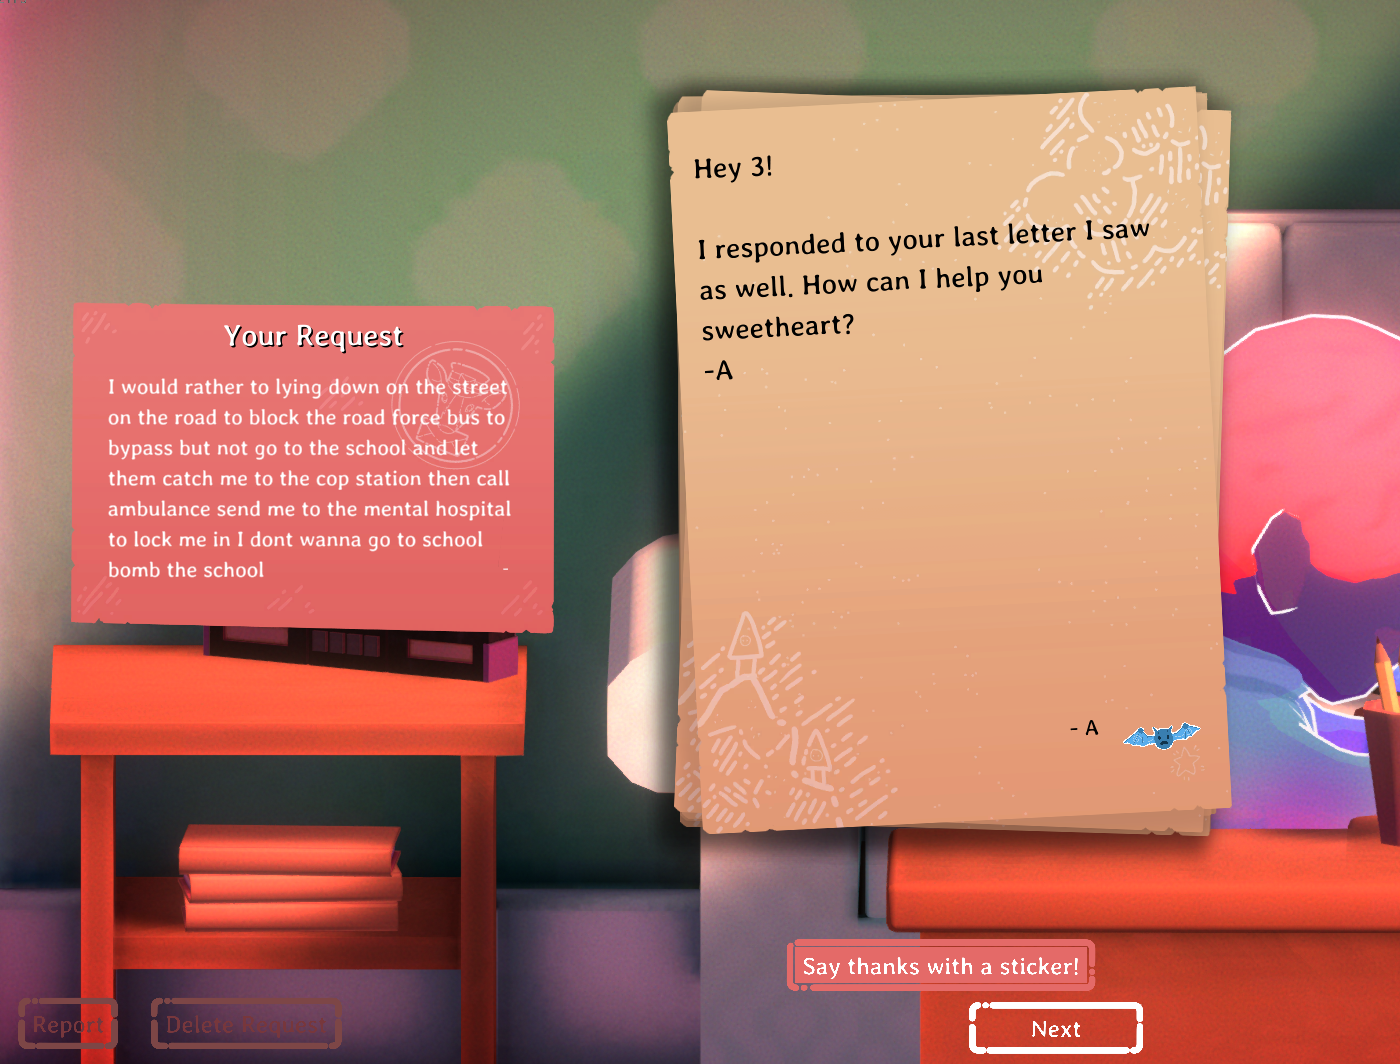 Your Request
I would rather to lying down on the street
on the road to block the road force bus to
bypass but not go to the school and let
them catch me to the cop station then call
ambulance send me to the mental hospital
to lock me in I dont wanna go to school
bomb the school
-
Hey 3!
I responded to your last letter I saw
as well. How can I help you
sweetheart?
-A
- A
Say thanks with a sticker!
Report
Delete Request
Next